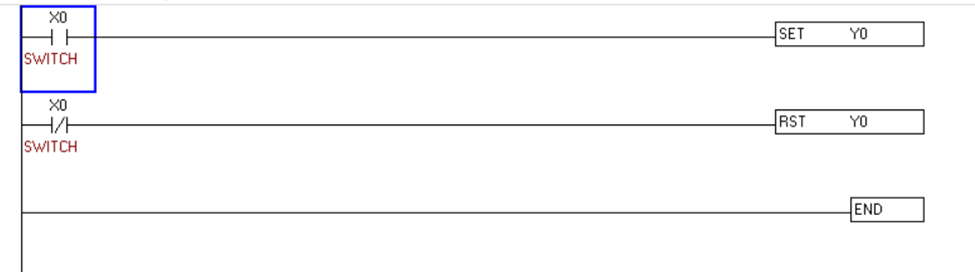 X0
SET Y0
SWITCH
X0
RST Y0
SWITCH
END